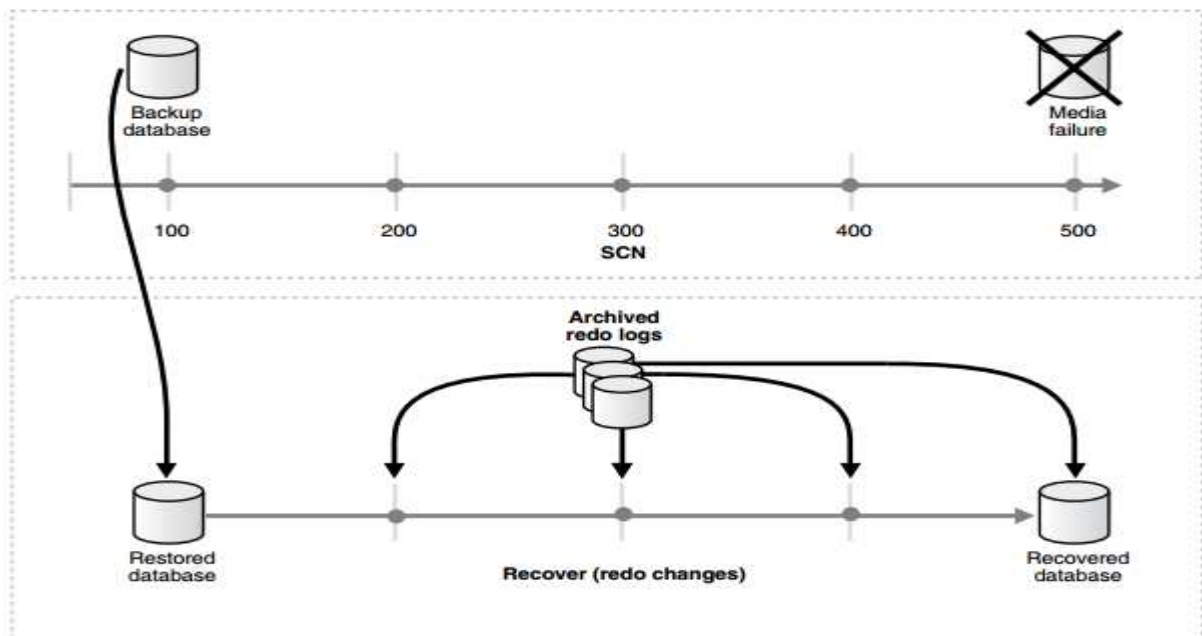 Backup
database
Media
failure
100
200
300
400
500
SCN
Archived
redo logs
Restored
database
Recover (redo changes)
Recovered
database